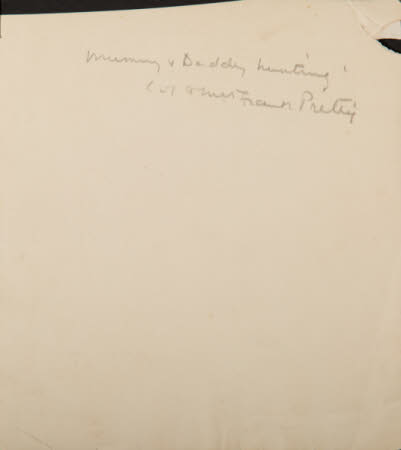 Mummy & Daddy hunting'
Col & Mrs Frank Pretty